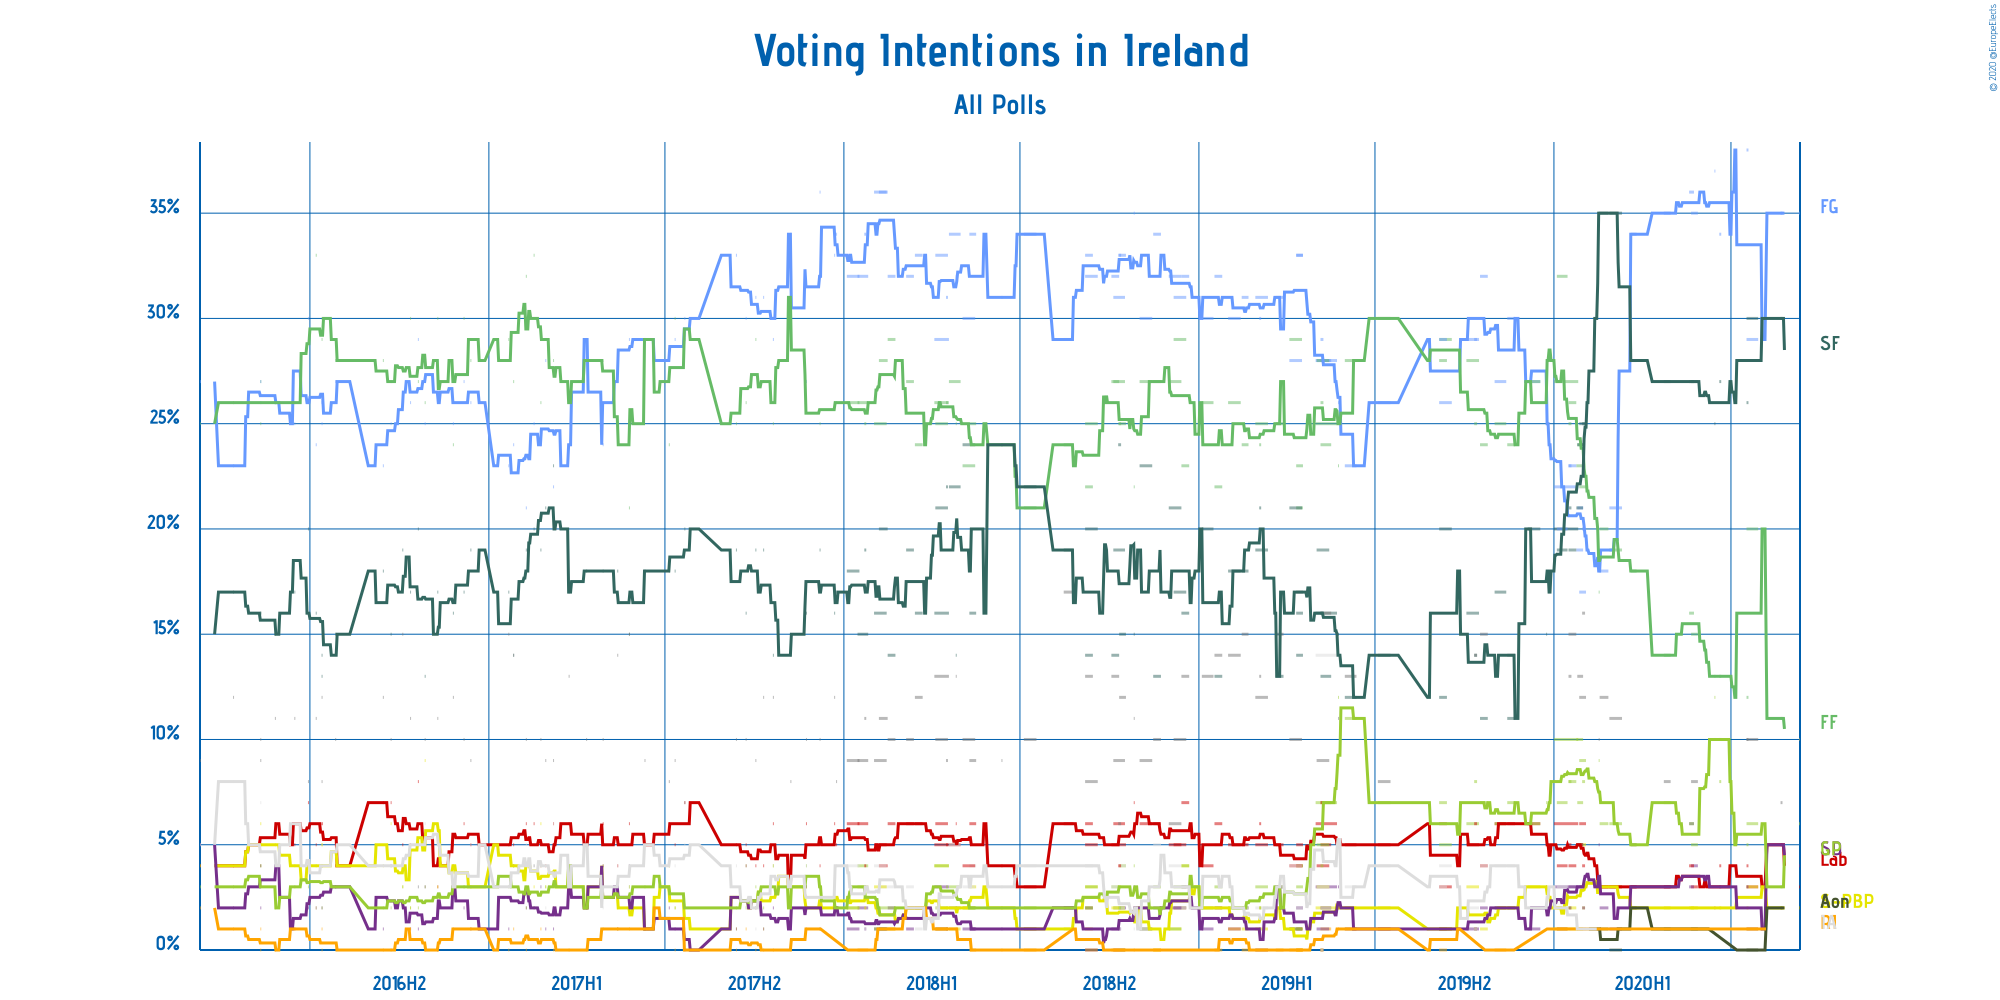 Voting Intentions in Ireland
All Polls
© 2020 @EuropeElects
35%
FG
30%
SF
25%
20%
15%
10%
FF
5%
SD
GP
Lab
0%
Aon
PBP
2016H2
2017H1
2017H2
2018H1
2018H2
2019H1
2019H2
2020H1